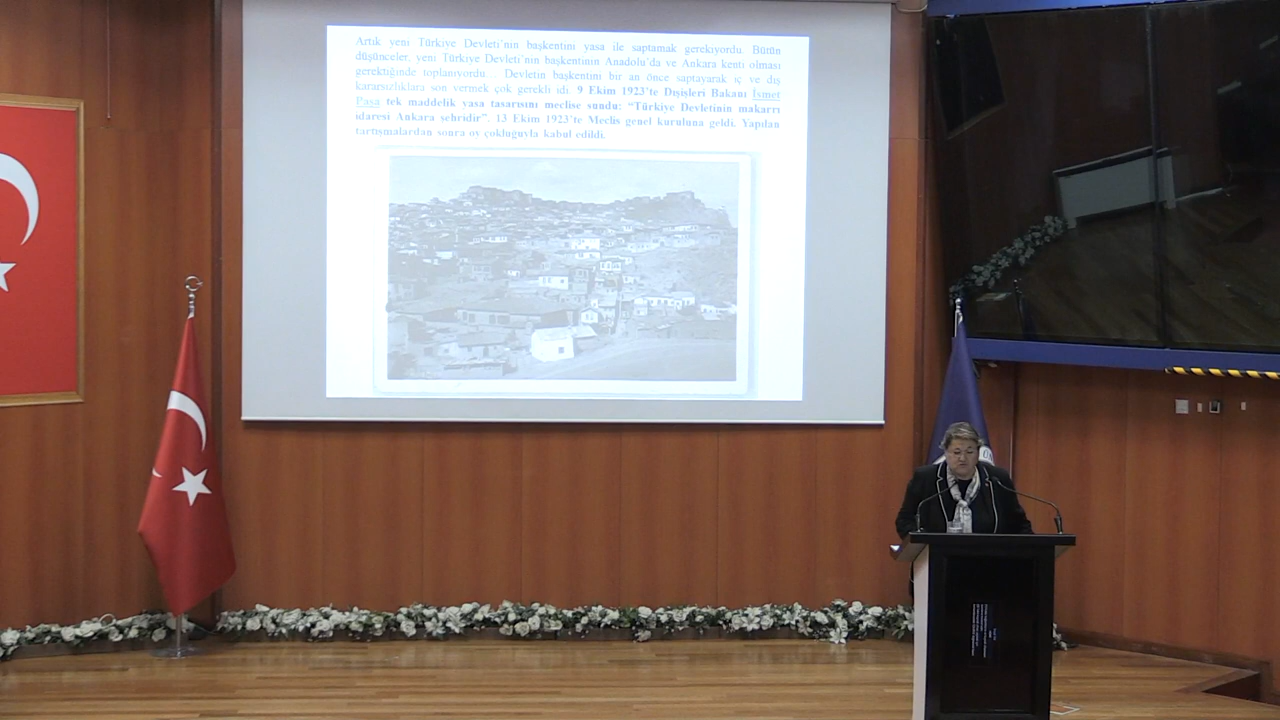 Artık yeni Türkiye Devleti'nin başkentini yasa ile saptamak gerekiyordu. Bütün
düşünceler, yeni Türkiye Devleti'nin başkentinin Anadolu'da ve Ankara kenti olması
gerektiğinde toplanıyordu… Devletin başkentini bir an önce saptayarak iç ve dış
kararsızlıklara son vermek çok gerekli idi. 9 Ekim 1923'te Dışişleri Bakanı İsmet
Paşa tek maddelik yasa tasarısını meclise sundu: “Türkiye Devletinin makarrı
idaresi Ankara şehridir”. 13 Ekim 1923'te Meclis genel kuruluna geldi. Yapılan
tartışmalardan sonra oy çokluğuyla kabul edildi.